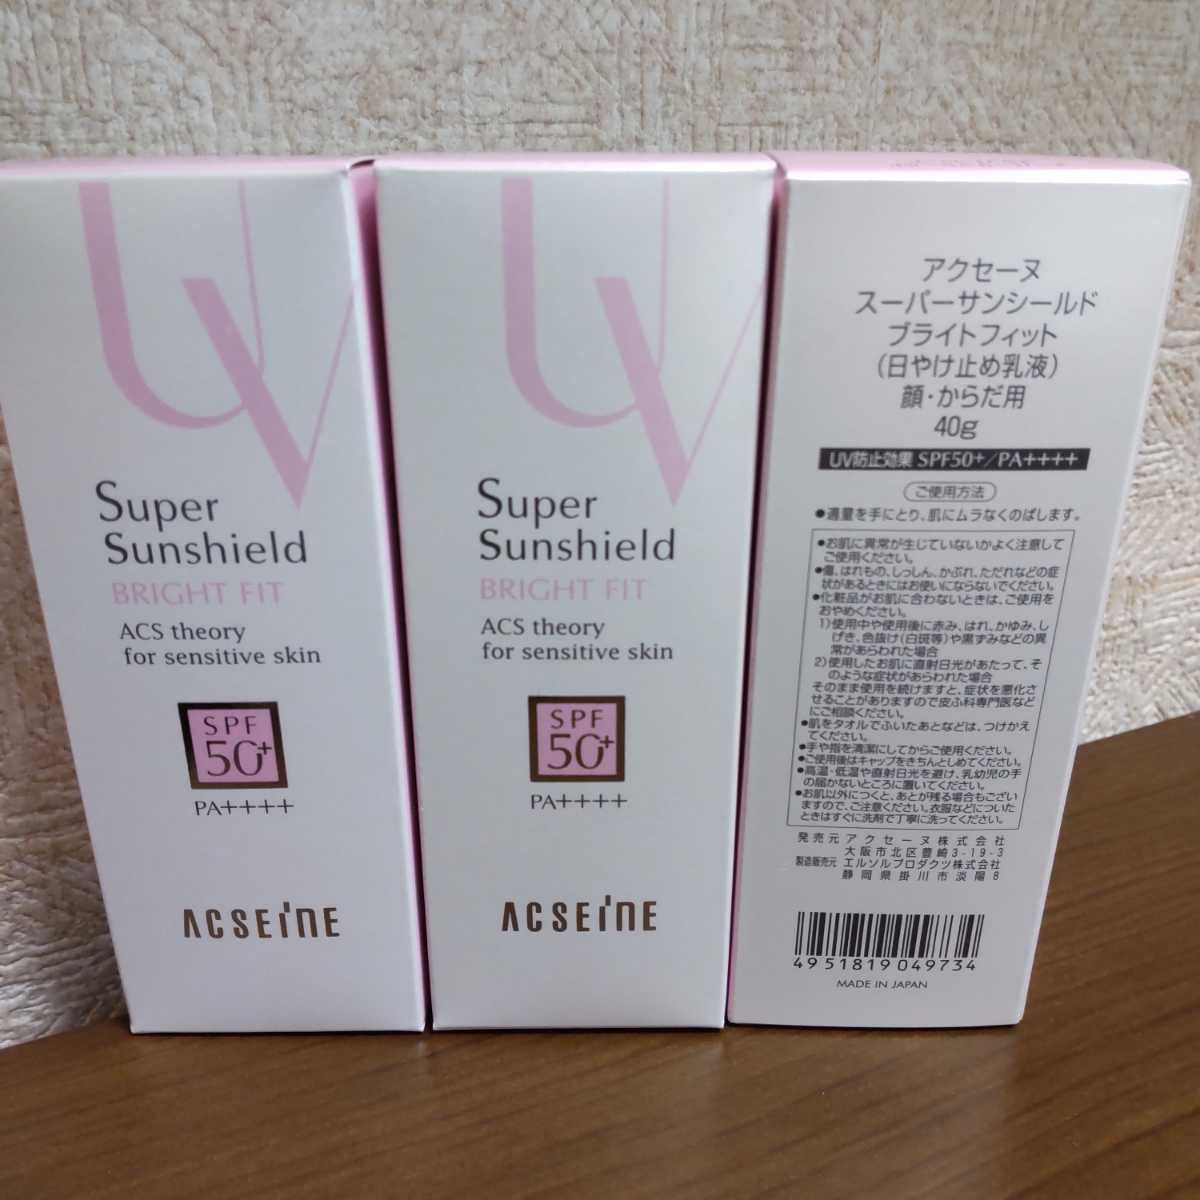 UV
Super
Sunshield
BRIGHT FIT
ACS theory
for sensitive skin
SPF
50+
PA++++
ACSEINE
UV
Super
Sunshield
BRIGHT FIT
ACS theory
for sensitive skin
SPF
50+
PA++++
ACSEINE
アクセーヌ
スーパーサンシールド
ブライトフィット
(日やけ止め乳液)
顔・からだ用
40g
UV防止効果 SPF50+/PA++++
ご使用方法
●適量を手にとり、肌にムラなくのばします。
●お肌に異常が生じていないかよく注意して
ご使用ください。
●傷、はれもの、しっしん、かぶれ、ただれなどの症
状があるときにはお使いにならないでください。
●化粧品がお肌に合わないときは、ご使用を
おやめください。
1)使用中や使用後に赤み、はれ、かゆみ、し
げき、色抜け(白斑等)や黒ずみなどの異
常があらわれた場合
2)使用したお肌に直射日光があたって、そ
のような症状があらわれた場合
そのまま使用を続けますと、症状を悪化さ
せることがありますので皮ふ科専門医など
にご相談ください。
●肌をタオルでふいたあとなどは、つけかえ
てください。
●手や指を清潔にしてからご使用ください。
●ご使用後はキャップをきちんとしめてください。
●高温・低温や直射日光を避け、乳幼児の手
の届かないところに置いてください。
●お肌以外につくと、あとが残る場合もござい
ますので、ご注意ください。衣服などについた
ときはすぐに洗剤で丁寧に洗ってください。
発売元 アクセーヌ株式会社
大阪市北区豊崎3-19-3
製造販売元 エルソルプロダクツ株式会社
静岡県掛川市淡陽8
4951819049734
MADE IN JAPAN